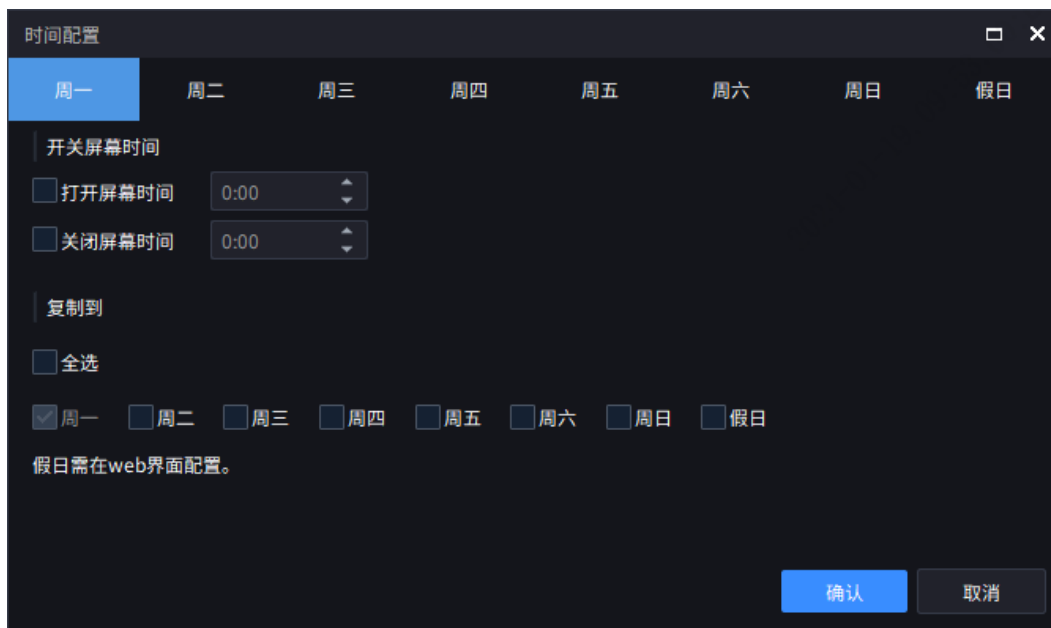 时间配置
周一 周二 周三 周四 周五 周六 周日 假日
开关屏幕时间
打开屏幕时间 0:00
关闭屏幕时间 0:00
复制到
全选
周一 周二 周三 周四 周五 周六 周日 假日
假日需在web界面配置。
确认 取消